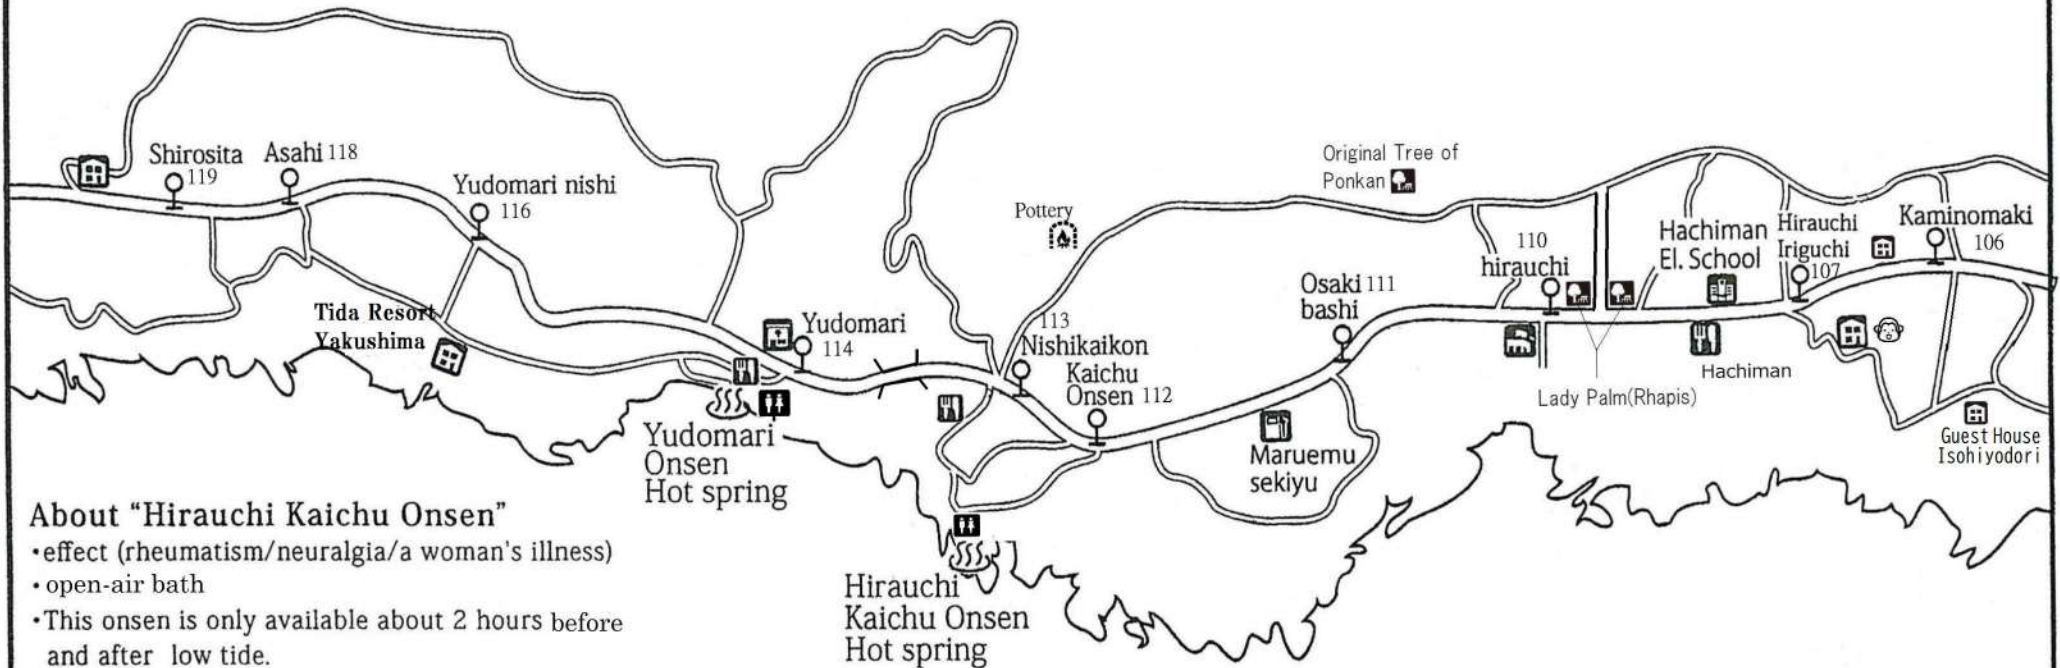 Shirosita
119
Asahi 118
Yudomari nishi
116
Tida Resort
Yakushima
Yudomari
114
Yudomari
Onsen
Hot spring
Pottery
113
Nishikaikon
Kaichu
Onsen 112
Hirauchi
Kaichu Onsen
Hot spring
Original Tree of
Ponkan
Osaki 111
bashi
Maruemu
sekiyu
110
hirauchi
Lady Palm(Rhapis)
Hachiman
El. School
Hachiman
Hirauchi
Iriguchi
107
Kaminomaki
106
Guest House
Isohiyodori
About “Hirauchi Kaichu Onsen”
・effect (rheumatism/neuralgia/a woman's illness)
・open-air bath
・This onsen is only available about 2 hours before
and after low tide.